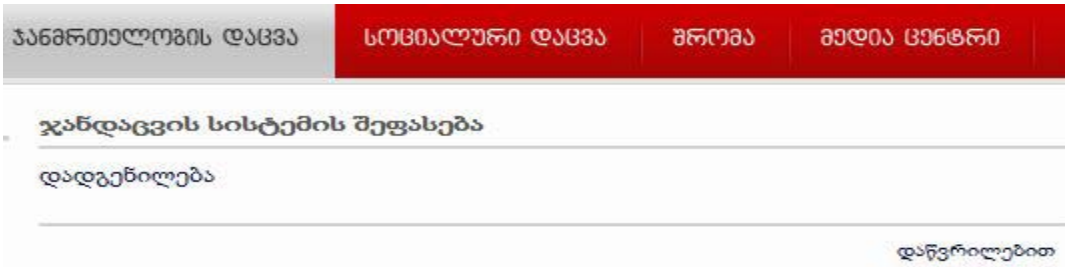 ჯანმრთელობის დაცვა სოციალური დაცვა შრომა მედია ცენტრი
ჯანდაცვის სისტემის შეფასება
დადგენილება
დაწვრილებით